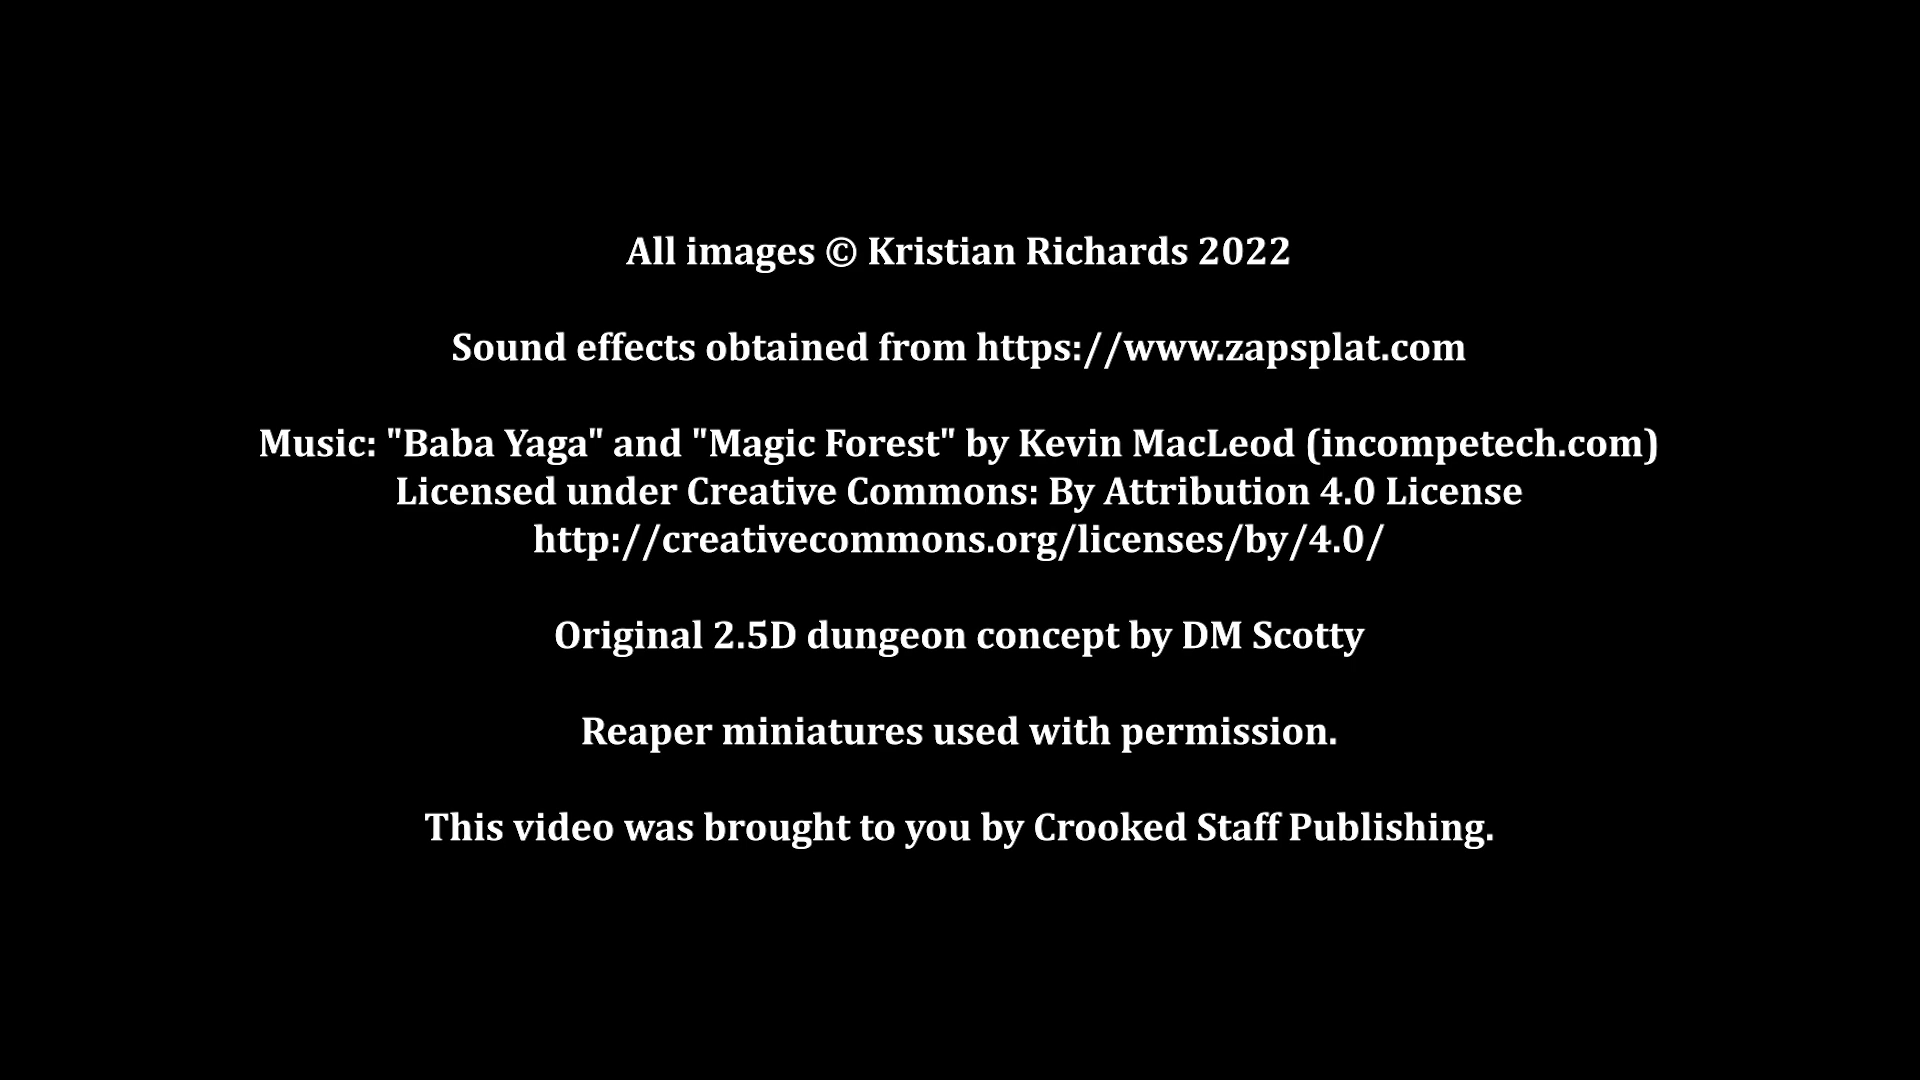 All images © Kristian Richards 2022
Sound effects obtained from https://www.zapsplat.com
Music: "Baba Yaga" and "Magic Forest" by Kevin MacLeod (incompetech.com)
Licensed under Creative Commons: By Attribution 4.0 License
http://creativecommons.org/licenses/by/4.0/
Original 2.5D dungeon concept by DM Scotty
Reaper miniatures used with permission.
This video was brought to you by Crooked Staff Publishing.